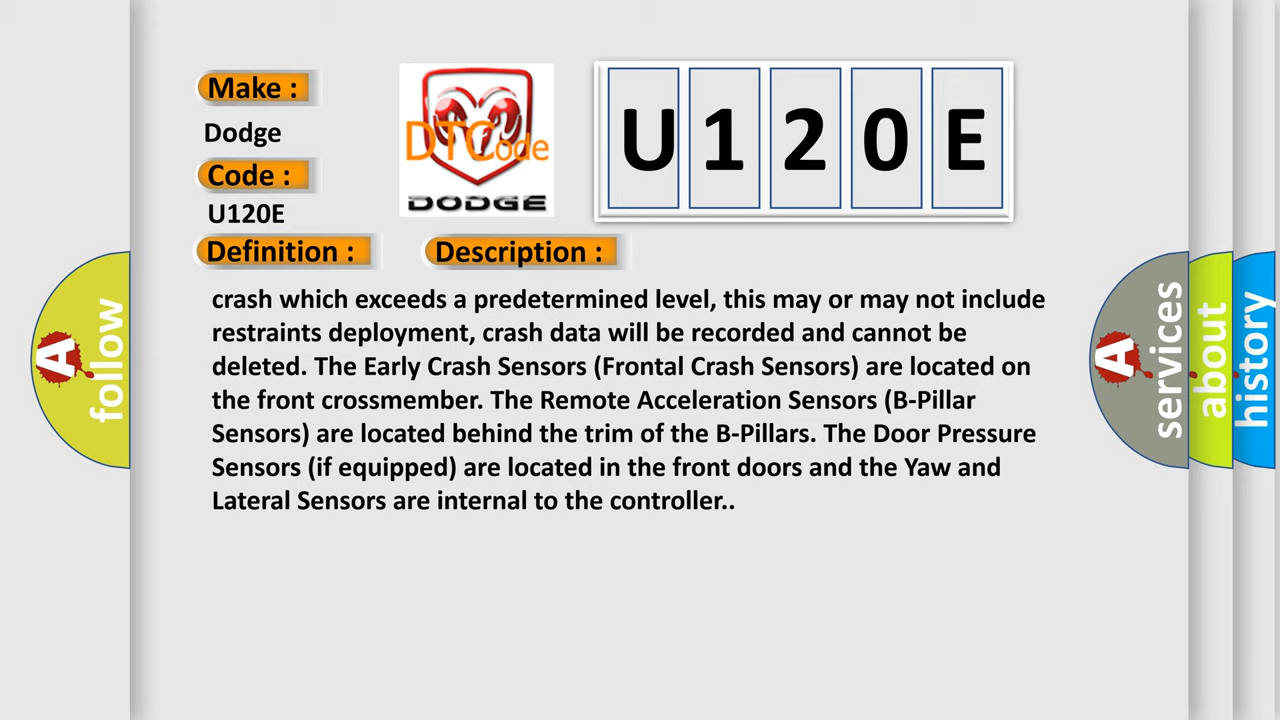 Make :
Dodge
Code :
U120E
Definition :
Description :
DTCode
DODGE
U120E
crash which exceeds a predetermined level, this may or may not include
restraints deployment, crash data will be recorded and cannot be
deleted. The Early Crash Sensors (Frontal Crash Sensors) are located on
the front crossmember. The Remote Acceleration Sensors (B-Pillar
Sensors) are located behind the trim of the B-Pillars. The Door Pressure
Sensors (if equipped) are located in the front doors and the Yaw and
Lateral Sensors are internal to the controller..
A follow
A services
about
history